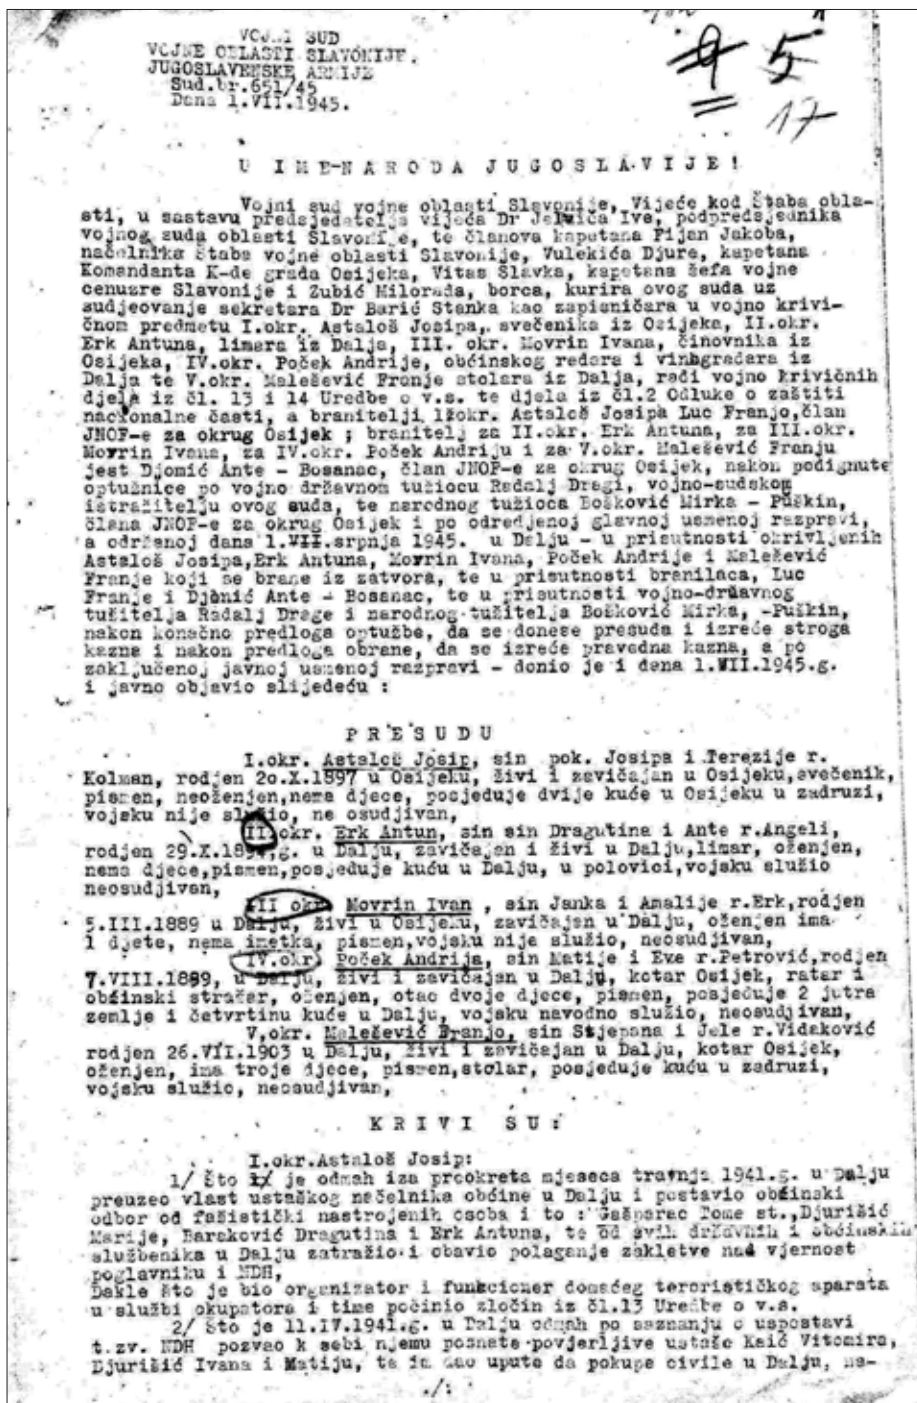 VOJNI SUD
VOJNE OBLASTI SLAVONIJE.
JUGOSLAVENSKE ARMIJE
Sud.br.651/45
Dana 1.VII.1945.
9 5
17
U IME NARODA JUGOSLAVIJE!
Vojni sud vojne oblasti Slavonije, Vijeće kod Štaba obla-
sti, u sastavu predsjedatelja vijeća Dr Ive, podpredsjednika
vojnog suda oblasti Slavonije, te članova kapetana Pijan Jakoba,
načelnika Štaba vojne oblasti Slavonije, Vulekića Djure, kapetana
Komandanta K-de grada Osijeka, Vitas Slavka, kapetana šefa vojne
cenuzre Slavonije i Zubić Milorada, borca, kurira ovog suda uz
sudjeovanje sekretara Dr Barić Stanka kao zapisničara u vojno krivi-
čnom predmetu I.okr. Astaloš Josipa, svečenika iz Osijeka, II.okr.
Erk Antuna, limara iz Dalja, III. okr. Movrin Ivana, činovnika iz
Osijeka, IV.okr. Poček Andrije, obćinskog redara i vinogradara iz
Dalja te V.okr. Malešević Franje stolara iz Dalja, radi vojno krivičnih
djela iz čl. 13 i 14 Uredbe o v.s. te djela iz čl.2 Odluke o zaštiti
nacionalne časti, a branitelji Ižokr. Astaloš Josipa Luc Franjo,član
JNOF-e za okrug Osijek ; branitelj za II.okr. Erk Antuna, za III.okr.
Movrin Ivana, za IV.okr. Poček Andriju i za V.okr. Malešević Franju
jest Djomić Ante - Bosanac, član JNOF-e za okrug Osijek, nakon podignute
optužnice po vojno državnom tužiocu Radalj Dragi, vojno-sudskom
istražitelju ovog suda, te narodnog tužioca Bošković Mirka - Puškin,
člana JNOF-e za okrug Osijek i po odredjenoj glavnoj usmenoj razpravi,
a održanoj dana 1.VII.srpnja 1945. u Dalju - u prisutnosti okrivljenih
Astaloš Josipa,Erk Antuna, Movrin Ivana, Poček Andrije i Malešević
Franje koji se brane iz zatvora, te u prisutnosti branilaca, Luc
Franje i Djomić Ante - Bosanac, te u prisutnosti vojno-državnog
tužitelja Radalj Drage i narodnog tužitelja Bošković Mirka, -Puškin,
nakon konačno predloga optužbe, da se donese presuda i izreće stroga
kazna i nakon predloga obrane, da se izreće pravedna kazna, a po
zaključenoj javnoj usmenoj razpravi - donio je i dana 1.VII.1945.g.
i javno objavio slijedeću :
PRESUDU
I.okr. Astaloš Josip, sin pok. Josipa i Terezije r.
Kolman, rodjen 20.X.1897 u Osijeku, živi i zavičajan u Osijeku,svečenik,
pismen, neoženjen,nema djece, posjeduje dvije kuće u Osijeku u zadruzi,
vojsku nije služio, ne osudjivan,
II.okr. Erk Antun, sin sin Dragutina i Ante r.Angeli,
rodjen 29.X.1894,g. u Dalju, zavičajan i živi u Dalju,limar, oženjen,
nema djece,pismen,posjeduje kuću u Dalju, u polovici,vojsku služio
neosudjivan,
III okr. Movrin Ivan , sin Janka i Amalije r.Erk,rodjen
5.III.1889 u Dalju, živi u Osijeku, zavičajan u Dalju, oženjen ima
1 djete, nema imetka, pismen,vojsku nije služio, neosudjivan,
IV.okr. Poček Andrija, sin Matije i Eve r.Petrović,rodjen
7.VIII.1889, u Dalju, živi i zavičajan u Dalju, kotar Osijek, ratar i
obćinski stražar, oženjen, otac dvoje djece, pismen, posjeduje 2 jutra
zemlje i četvrtinu kuće u Dalju, vojsku navodno služio, neosudjivan,
V,okr. Malešević Franjo, sin Stjepana i Jele r.Vidaković
rodjen 26.VII.1903 u Dalju, živi i zavičajan u Dalju, kotar Osijek,
oženjen, ima troje djece, pismen,stolar, posjeduje kuću u zadruzi,
vojsku služio, neosudjivan,
KRIVI SU:
I.okr.Astaloš Josip:
1/ Što je odmah iza preokreta mjeseca travnja 1941.g. u Dalju
preuzeo vlast ustaškog načelnika obćine u Dalju i postavio obćinski
odbor od fašistički nastrojenih osoba i to : Gašparac Tome st.,Djurišić
Marije, Baraković Dragutina i Erk Antuna, te od svih državnih i obćinskih
službenika u Dalju zatražio i obavio polaganje zakletve nad vjernost
poglavniku i NDH,
Dakle što je bio organizator i funkcioner domaćeg terorističkog aparata
u službi okupatora i time počinio zločin iz čl.13 Uredbe o v.s.
2/ Što je 11.IV.1941.g. u Dalju odmah po saznanju o uspostavi
t.zv. NDH pozvao k sebi njemu poznate povjerljive ustaše Kaić Vitomira,
Djurišić Ivana i Matiju, te im dao upute da pokupe civile u Dalju, na-
./: